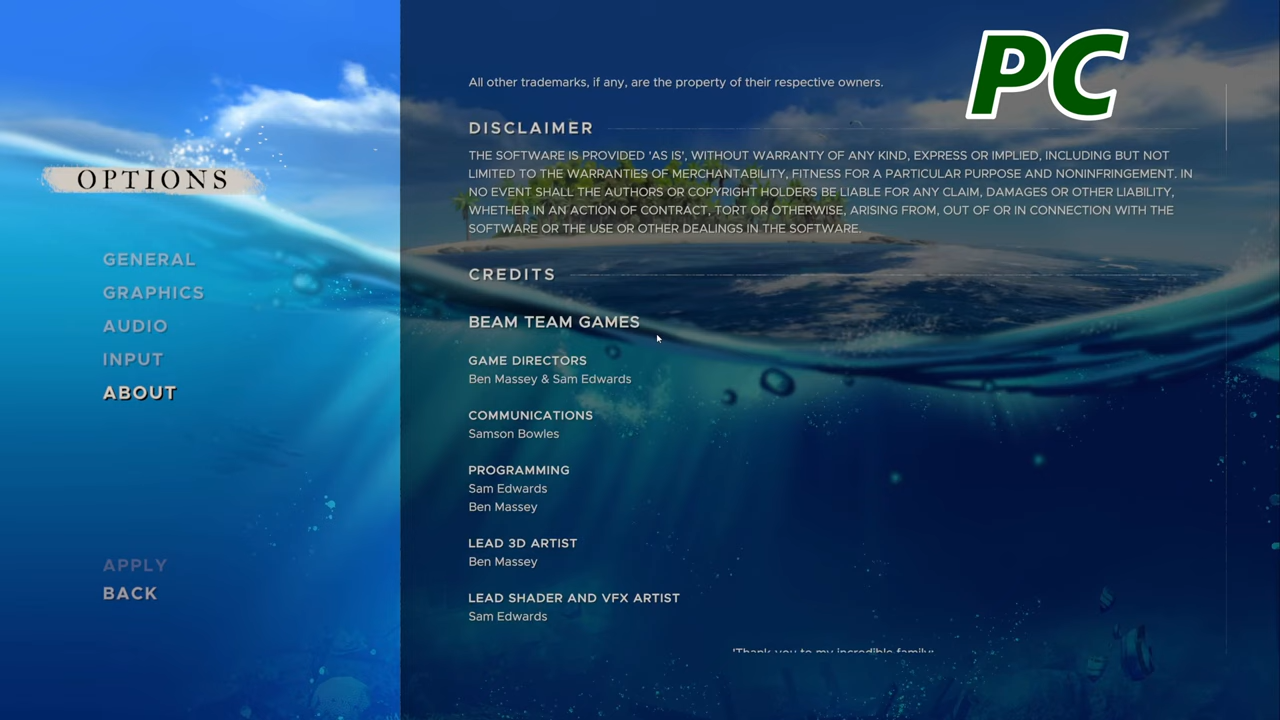 PC
OPTIONS
GENERAL
GRAPHICS
AUDIO
INPUT
ABOUT
APPLY
BACK
All other trademarks, if any, are the property of their respective owners.
DISCLAIMER
THE SOFTWARE IS PROVIDED 'AS IS', WITHOUT WARRANTY OF ANY KIND, EXPRESS OR IMPLIED, INCLUDING BUT NOT
LIMITED TO THE WARRANTIES OF MERCHANTABILITY, FITNESS FOR A PARTICULAR PURPOSE AND NONINFRINGEMENT. IN
NO EVENT SHALL THE AUTHORS OR COPYRIGHT HOLDERS BE LIABLE FOR ANY CLAIM, DAMAGES OR OTHER LIABILITY,
WHETHER IN AN ACTION OF CONTRACT, TORT OR OTHERWISE, ARISING FROM, OUT OF OR IN CONNECTION WITH THE
SOFTWARE OR THE USE OR OTHER DEALINGS IN THE SOFTWARE.
CREDITS
BEAM TEAM GAMES
GAME DIRECTORS
Ben Massey & Sam Edwards
COMMUNICATIONS
Samson Bowles
PROGRAMMING
Sam Edwards
Ben Massey
LEAD 3D ARTIST
Ben Massey
LEAD SHADER AND VFX ARTIST
Sam Edwards
'Thank you to my incredible family: